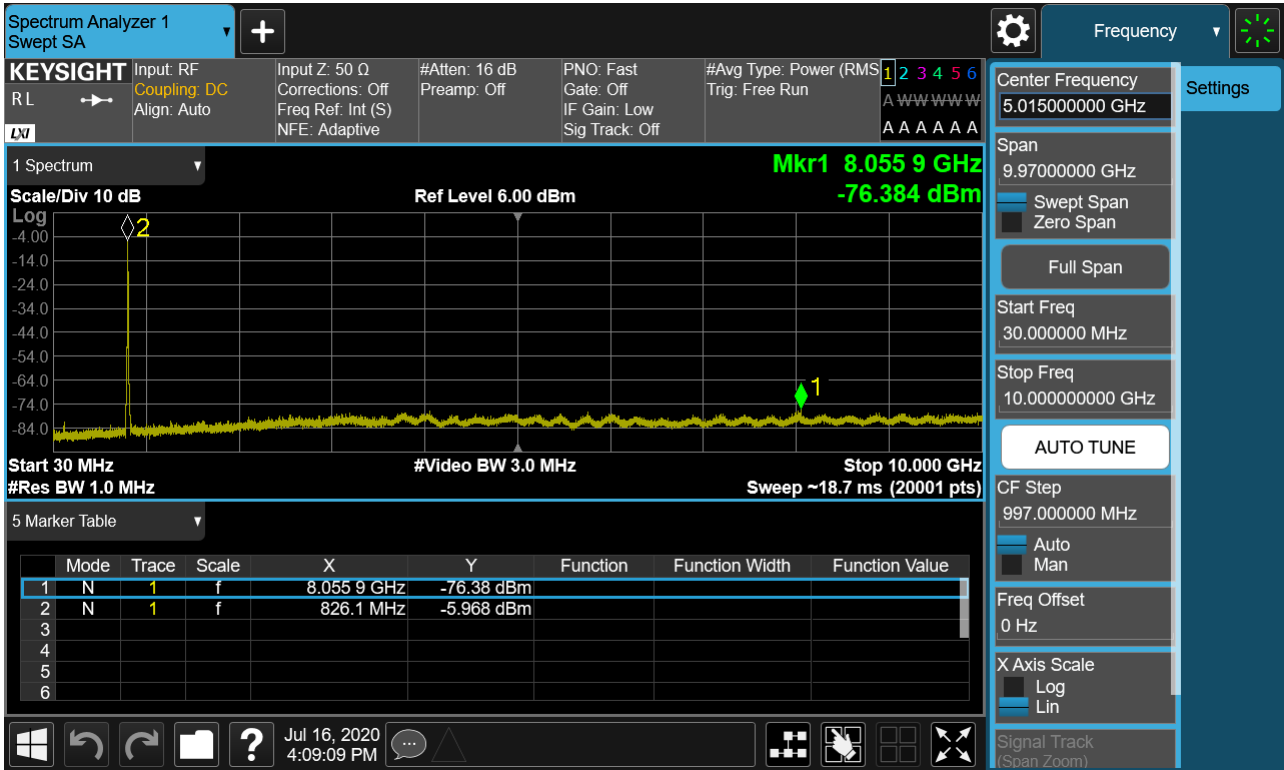 Spectrum Analyzer 1
Swept SA
+
Frequency
KEYSIGHT
R L
LXI
Input: RF
Coupling: DC
Align: Auto
Input Z: 50 Ω
Corrections: Off
Freq Ref: Int (S)
NFE: Adaptive
#Atten: 16 dB
Preamp: Off
PNO: Fast
Gate: Off
IF Gain: Low
Sig Track: Off
#Avg Type: Power (RMS
Trig: Free Run
1 2 3 4 5 6
A W W W W W
A A A A A A
1 Spectrum
Mkr1 8.055 9 GHz
-76.384 dBm
Scale/Div 10 dB
Ref Level 6.00 dBm
Log
2
-4.00
-14.0
-24.0
-34.0
-44.0
-54.0
-64.0
1
-74.0
-84.0
Start 30 MHz
#Video BW 3.0 MHz
Stop 10.000 GHz
#Res BW 1.0 MHz
Sweep ~18.7 ms (20001 pts)
5 Marker Table
Mode Trace Scale X Y Function Function Width Function Value
1 N 1 f 8.055 9 GHz -76.38 dBm
2 N 1 f 826.1 MHz -5.968 dBm
3
4
5
6
?
Jul 16, 2020
4:09:09 PM
Center Frequency
5.015000000 GHz
Span
9.97000000 GHz
Swept Span
Zero Span
Full Span
Start Freq
30.000000 MHz
Stop Freq
10.000000000 GHz
AUTO TUNE
CF Step
997.000000 MHz
Auto
Man
Freq Offset
0 Hz
X Axis Scale
Log
Lin
Signal Track
(Span Zoom)
Settings